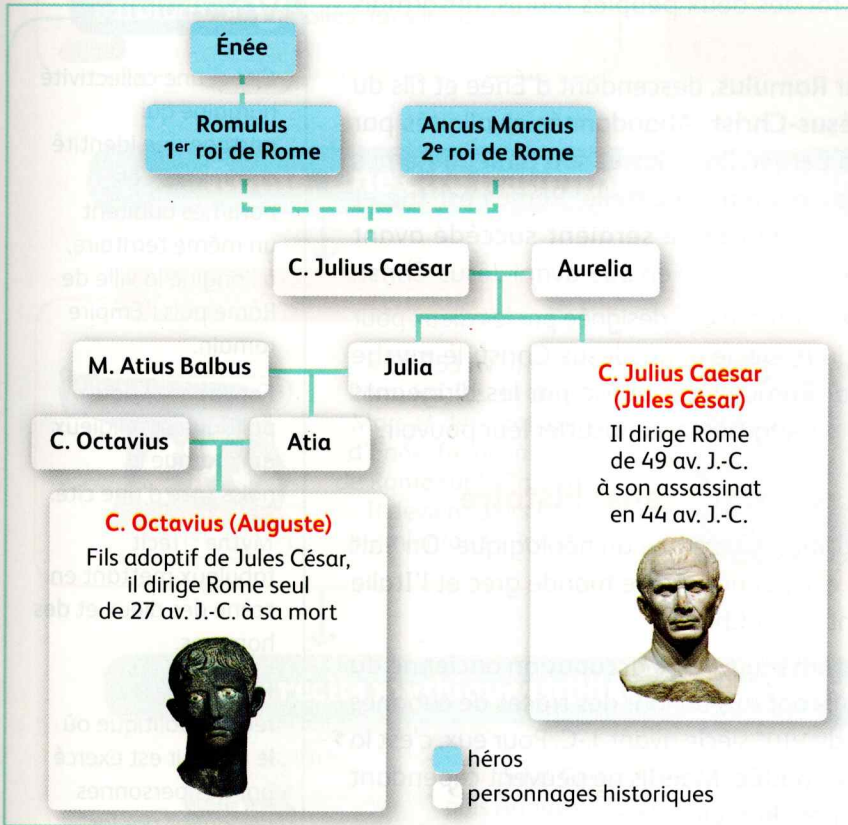 Énée
Romulus
1er roi de Rome
Ancus Marcius
2e roi de Rome
C. Julius Caesar
Aurelia
M. Atius Balbus
Julia
C. Julius Caesar
(Jules César)
Il dirige Rome
de 49 av. J.-C.
à son assassinat
en 44 av. J.-C.
C. Octavius
Atia
C. Octavius (Auguste)
Fils adoptif de Jules César,
il dirige Rome seul
de 27 av. J.-C. à sa mort
héros
personnages historiques